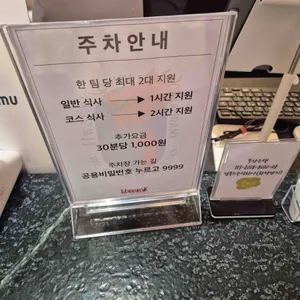 주차안내
한 팀 당 최대 2대 지원
일반 식사 → 1시간 지원
코스 식사 → 2시간 지원
추가요금
30분당 1,000원
주차장 가는 길
공용비밀번호 누르고 9999
mu